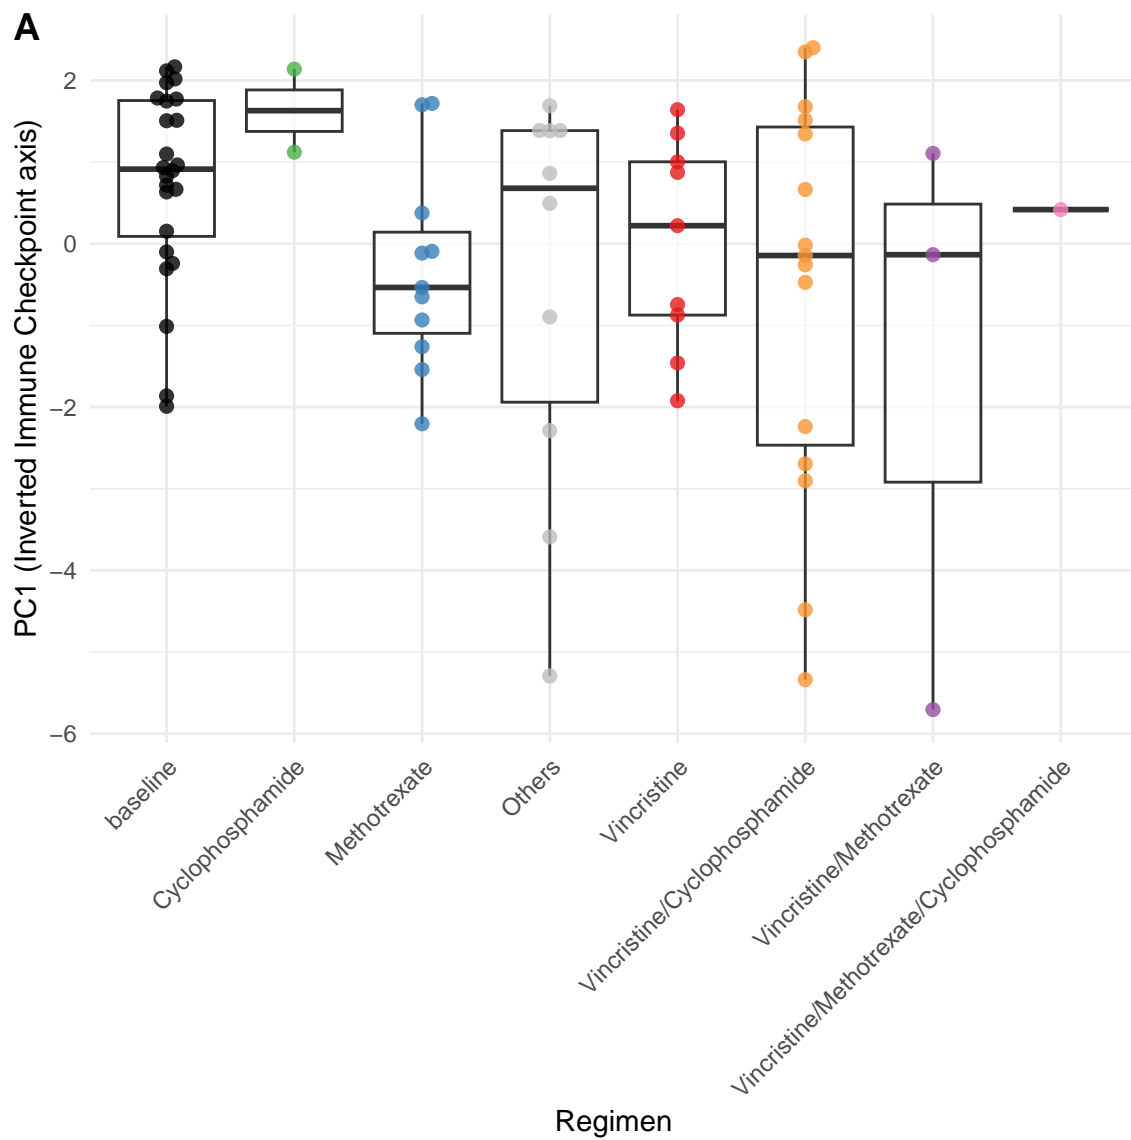 A
PC1 (Inverted Immune Checkpoint axis)
2
0
−2
−4
−6
baseline
Cyclophosphamide
Methotrexate
Others
Vincristine
Vincristine/Cyclophosphamide
Vincristine/Methotrexate
Vincristine/Methotrexate/Cyclophosphamide
Regimen